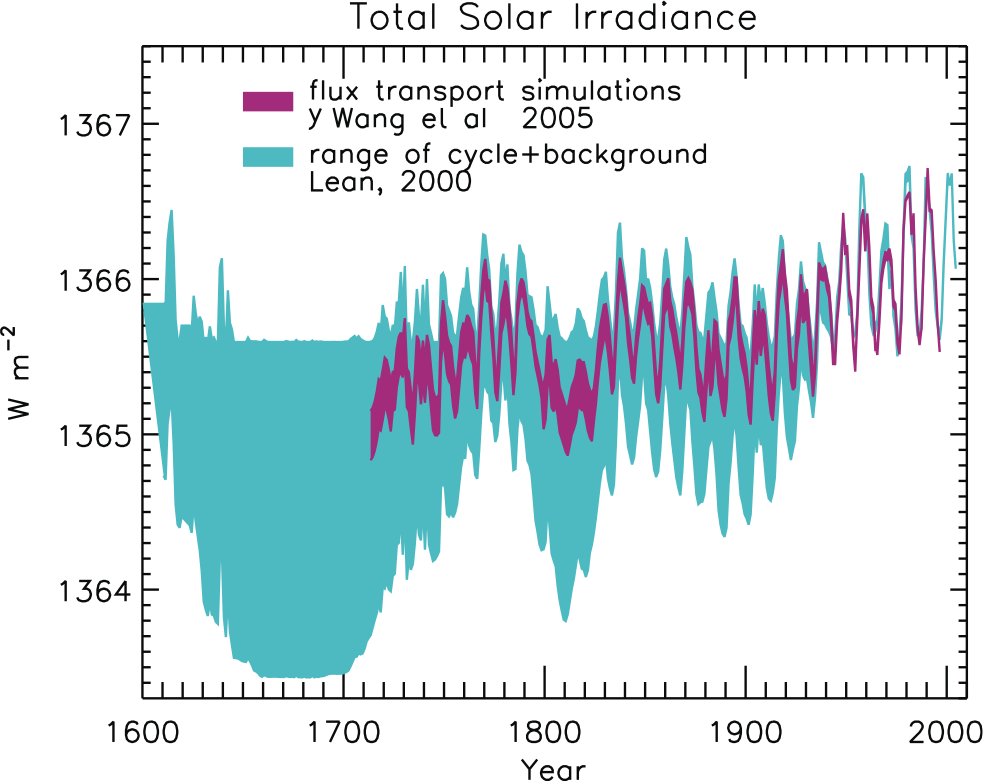 Total Solar Irradiance
flux transport simulations
y Wang el al 2005
range of cycle+background
Lean, 2000
1367
1366
1365
1364
W m⁻²
1600 1700 1800 1900 2000
Year